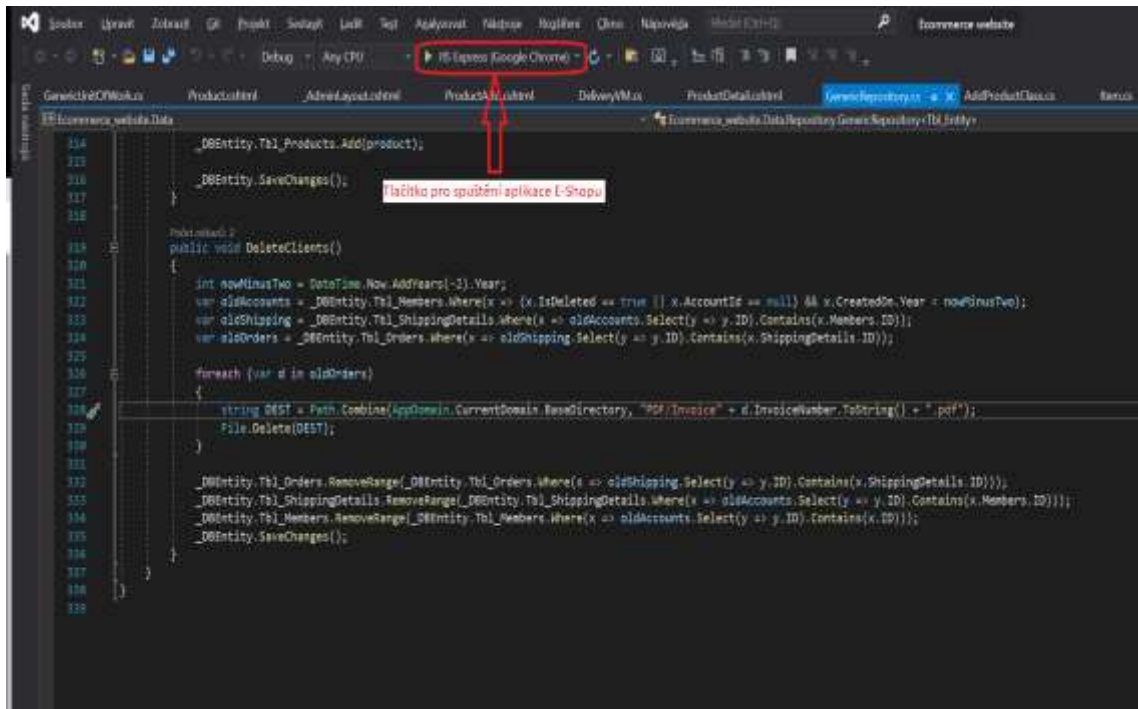 Soubor Upravit Zobrazit Git Projekt Sestavit Ladit Test Analyzovat Nástroje Rozšíření Okno Nápověda Ecommerce website
Debug Any CPU IIS Express (Google Chrome)
GenericUnitOfWork.cs Product.cshtml _AdminLayout.cshtml DeliveryVM.cs ProductDetail.cshtml GenericRepository.cs AddProductClass.cs Item.cs
Ecommerce_website.Data Ecommerce_website.Data.Repository.GenericRepository<Tbl_Entity>
314 _DBEntity.Tbl_Products.Add(product);
315
316 _DBEntity.SaveChanges();
Tlačítko pro spuštění aplikace E-Shopu
317 }
318
319 public void DeleteClients()
320 {
321 int nowMinusTwo = DateTime.Now.AddYears(-2).Year;
322 var oldAccounts = _DBEntity.Tbl_Members.Where(x => (x.IsDeleted == true || x.AccountId == null) && x.CreatedOn.Year = nowMinusTwo);
323 var oldShipping = _DBEntity.Tbl_ShippingDetails.Where(x => oldAccounts.Select(y => y.ID).Contains(x.Members.ID));
324 var oldOrders = _DBEntity.Tbl_Orders.Where(x => oldShipping.Select(y => y.ID).Contains(x.ShippingDetails.ID));
325
326 foreach (var d in oldOrders)
327 {
328 string DEST = Path.Combine(AppDomain.CurrentDomain.BaseDirectory, "PDF/Invoice" + d.InvoiceNumber.ToString() + ".pdf");
329 File.Delete(DEST);
330 }
331
332 _DBEntity.Tbl_Orders.RemoveRange(_DBEntity.Tbl_Orders.Where(x => oldShipping.Select(y => y.ID).Contains(x.ShippingDetails.ID)));
333 _DBEntity.Tbl_ShippingDetails.RemoveRange(_DBEntity.Tbl_ShippingDetails.Where(x => oldAccounts.Select(y => y.ID).Contains(x.Members.ID)));
334 _DBEntity.Tbl_Members.RemoveRange(_DBEntity.Tbl_Members.Where(x => oldAccounts.Select(y => y.ID).Contains(x.ID)));
335 _DBEntity.SaveChanges();
336 }
337 }
338 }
339